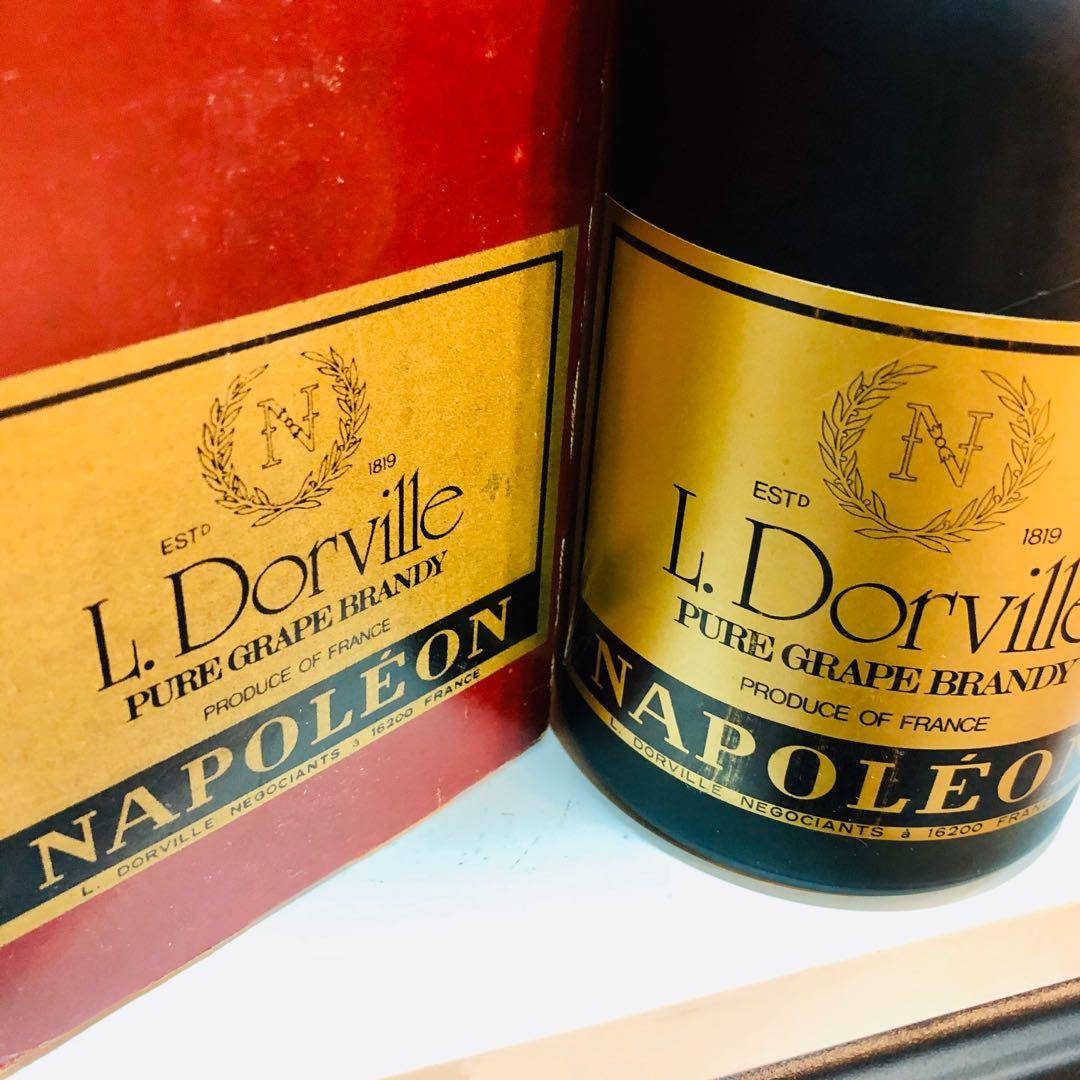 N
ESTD 1819
L. Dorville
PURE GRAPE BRANDY
PRODUCE OF FRANCE
NAPOLÉON
L. DORVILLE NEGOCIANTS à 16200 FRANCE
N
ESTD 1819
L. Dorville
PURE GRAPE BRANDY
PRODUCE OF FRANCE
NAPOLÉON
L. DORVILLE NEGOCIANTS à 16200 FRAN